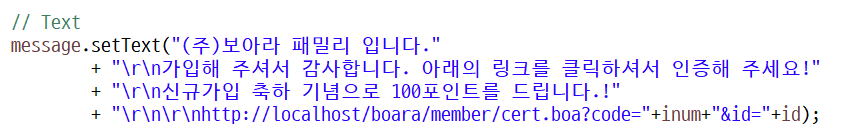 // Text
message.setText("(주)보아라 패밀리 입니다."
+ "\r\n가입해 주셔서 감사합니다. 아래의 링크를 클릭하셔서 인증해 주세요!"
+ "\r\n신규가입 축하 기념으로 100포인트를 드립니다.!"
+ "\r\n\r\nhttp://localhost/boara/member/cert.boa?code="+inum+"&id="+id);